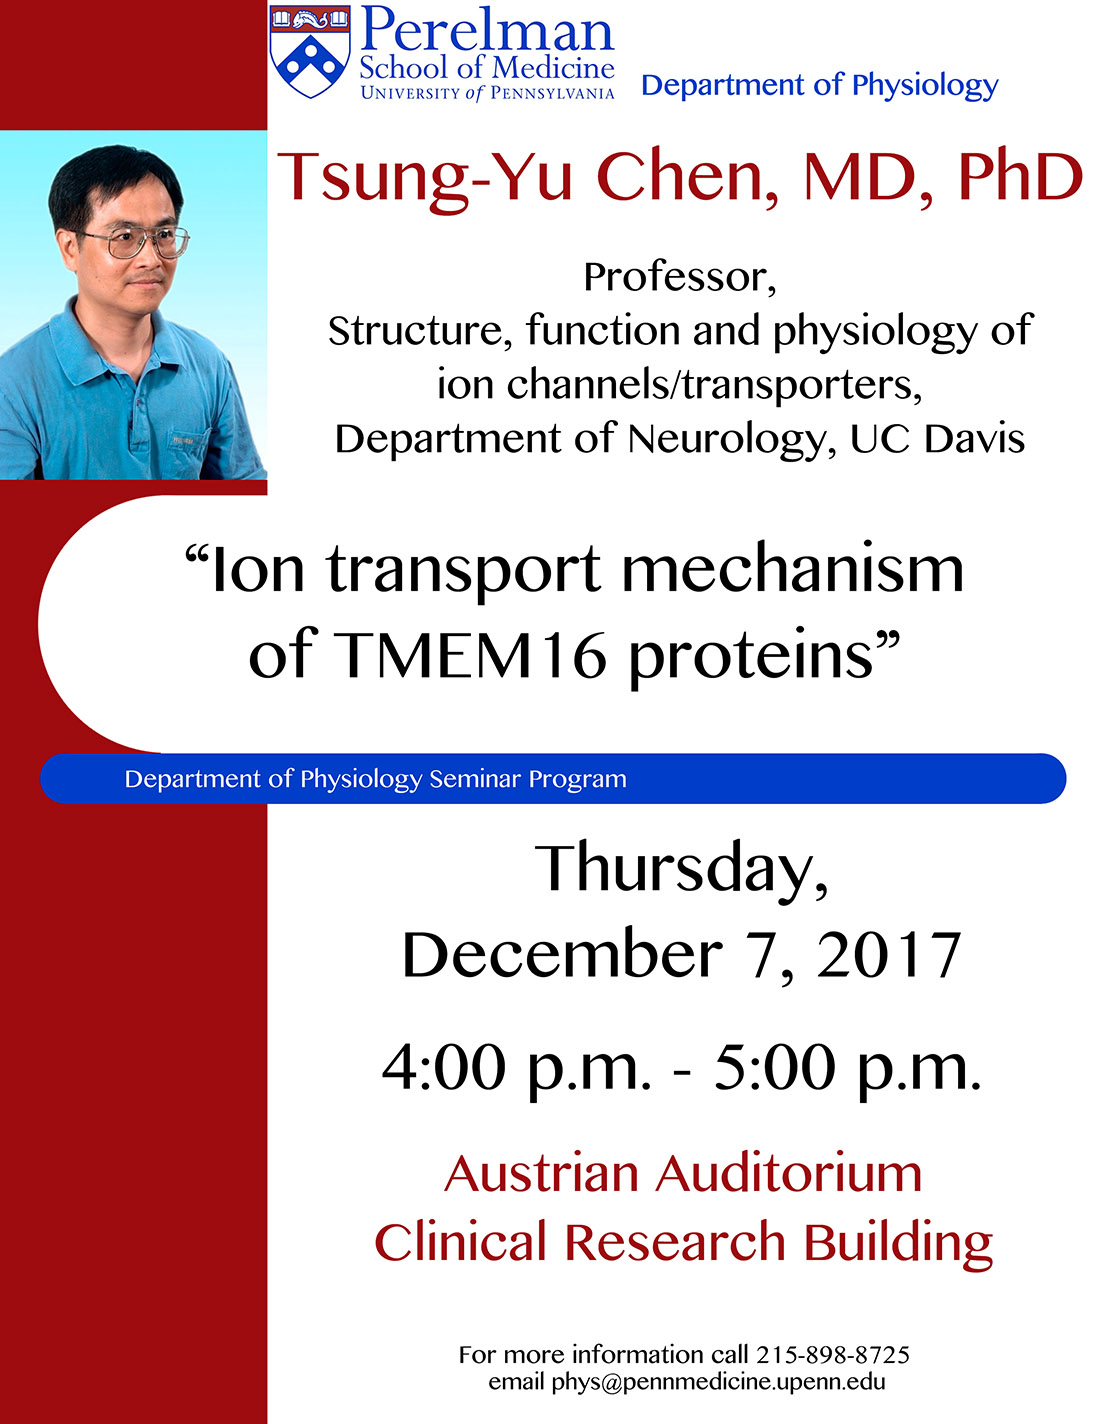 Perelman
School of Medicine
UNIVERSITY of PENNSYLVANIA
Department of Physiology
Tsung-Yu Chen, MD, PhD
Professor,
Structure, function and physiology of
ion channels/transporters,
Department of Neurology, UC Davis
“Ion transport mechanism
of TMEM16 proteins”
Department of Physiology Seminar Program
Thursday,
December 7, 2017
4:00 p.m. - 5:00 p.m.
Austrian Auditorium
Clinical Research Building
For more information call 215-898-8725
email phys@pennmedicine.upenn.edu